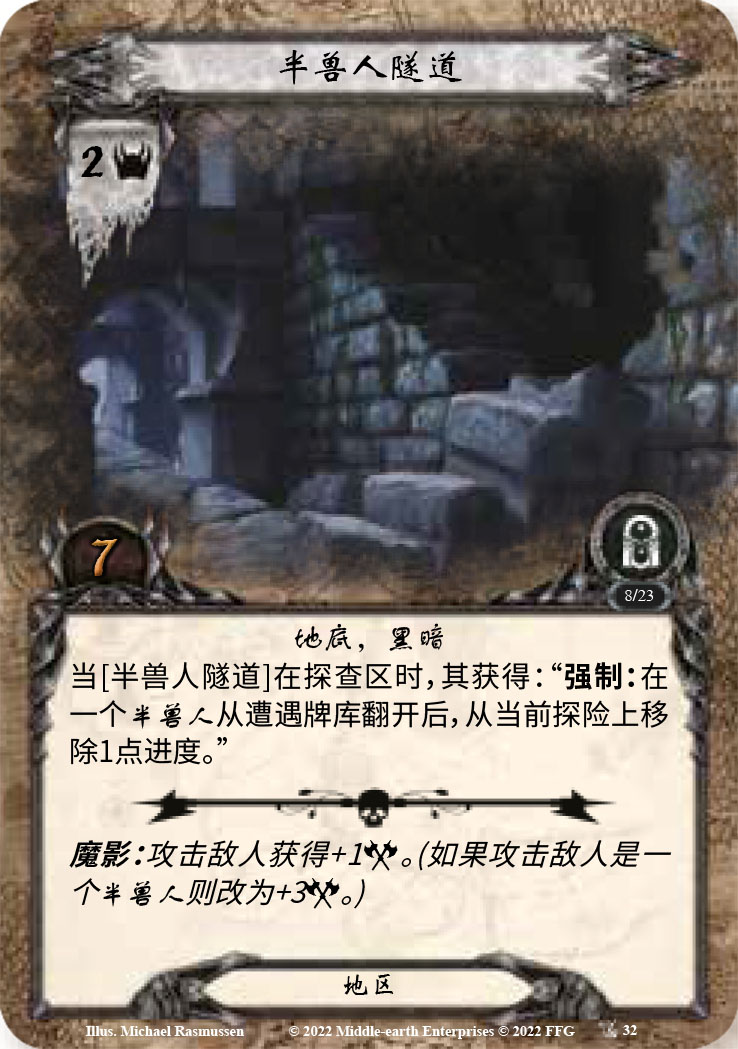 半兽人隧道
2
7
8/23
地底，黑暗
当[半兽人隧道]在探查区时，其获得：“强制：在
一个半兽人从遭遇牌库翻开后，从当前探险上移
除1点进度。”
魔影：攻击敌人获得+1。(如果攻击敌人是一
个半兽人则改为+3。)
地区
Illus. Michael Rasmussen © 2022 Middle-earth Enterprises © 2022 FFG 32